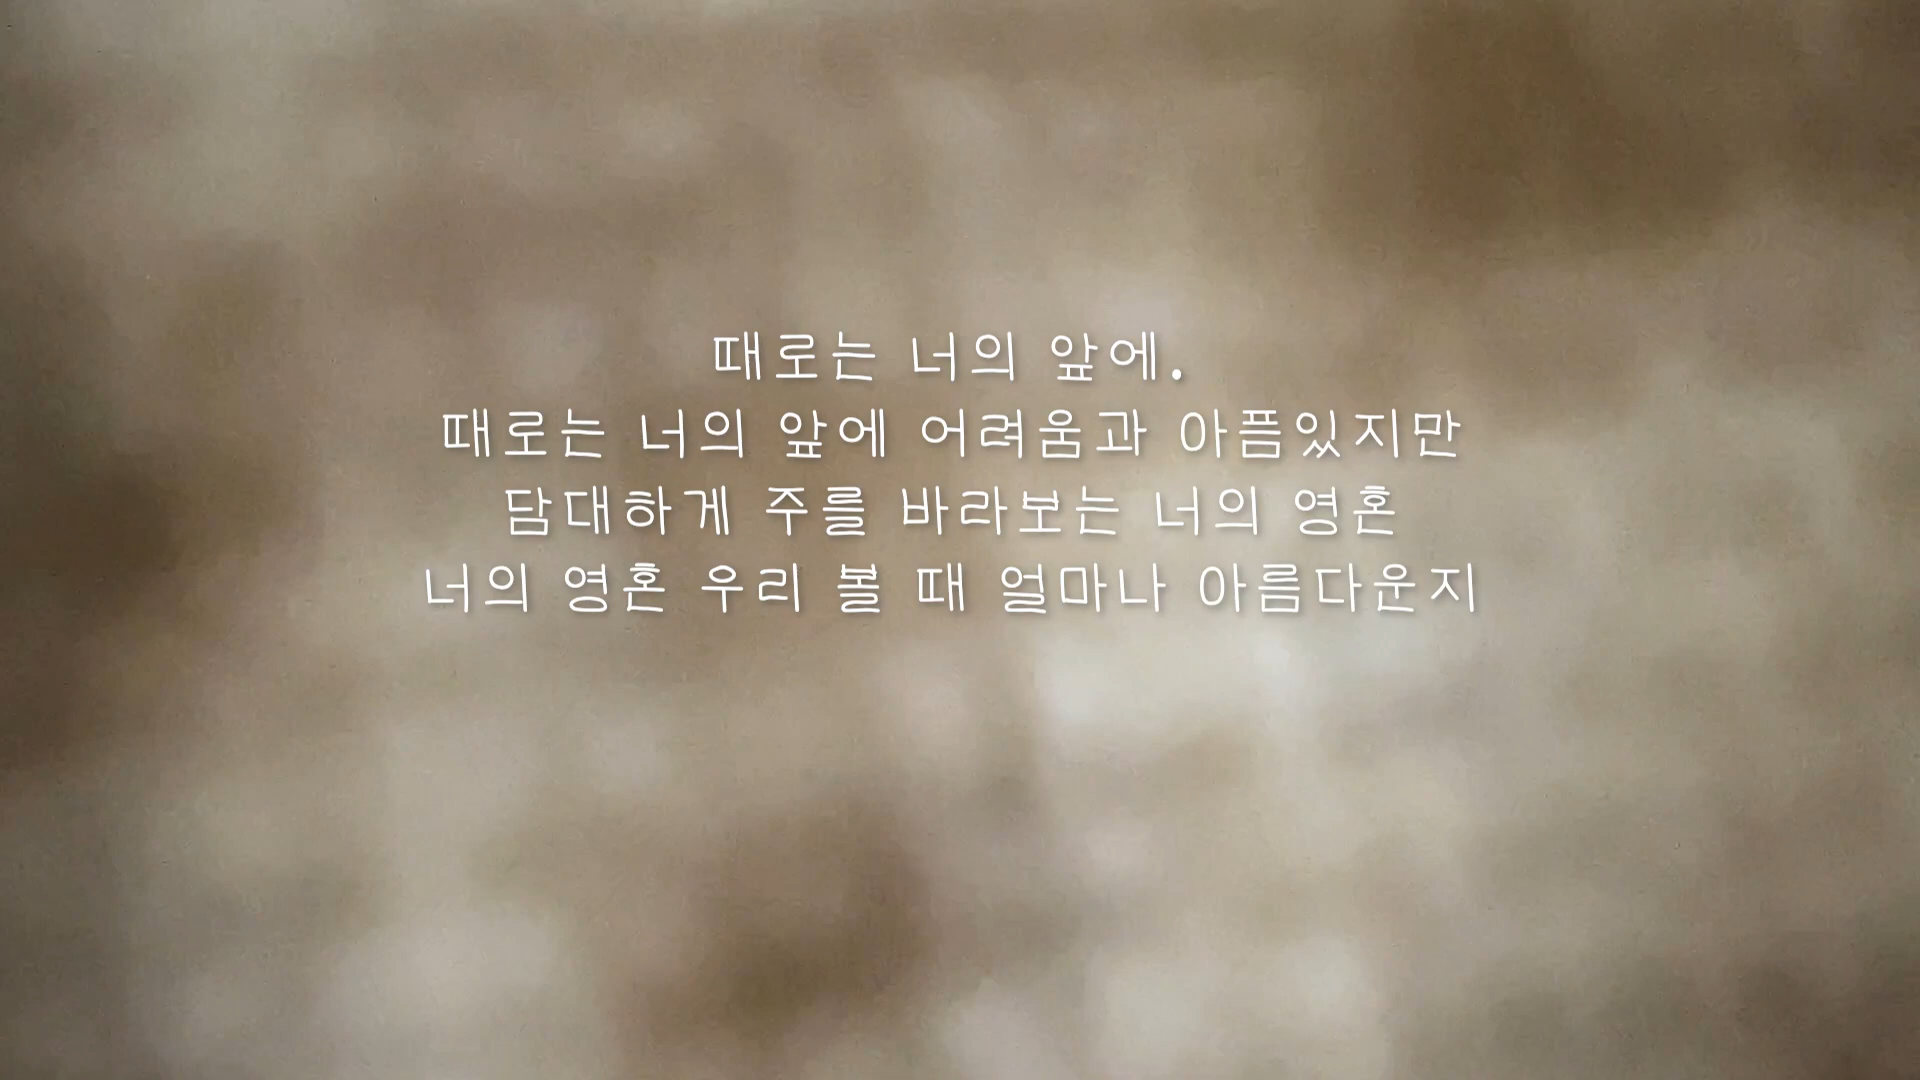 때로는 너의 앞에.
때로는 너의 앞에 어려움과 아픔있지만
담대하게 주를 바라보는 너의 영혼
너의 영혼 우리 볼 때 얼마나 아름다운지